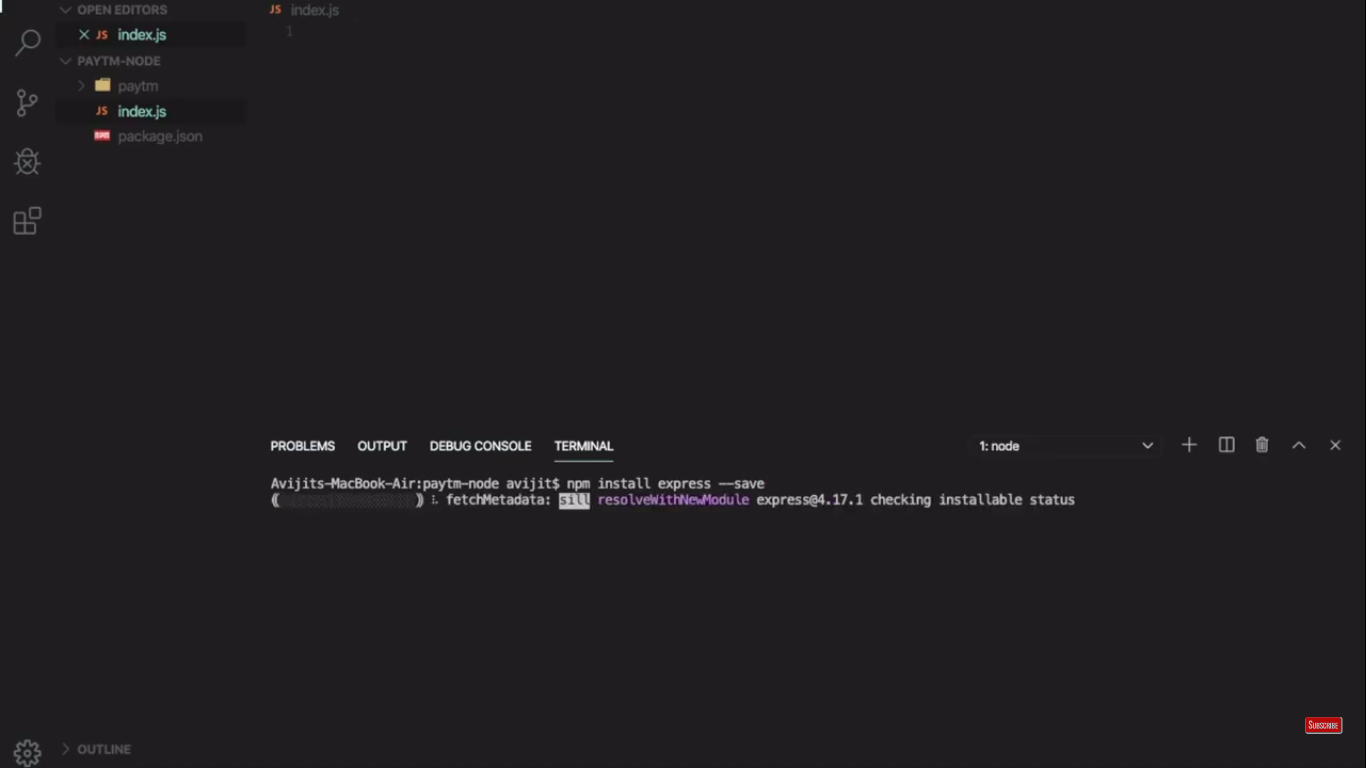 OPEN EDITORS
JS index.js
PAYTM-NODE
paytm
JS index.js
package.json
JS index.js
1
PROBLEMS OUTPUT DEBUG CONSOLE TERMINAL 1: node
Avijits-MacBook-Air:paytm-node avijit$ npm install express --save
fetchMetadata: sill resolveWithNewModule express@4.17.1 checking installable status
OUTLINE
SUBSCRIBE